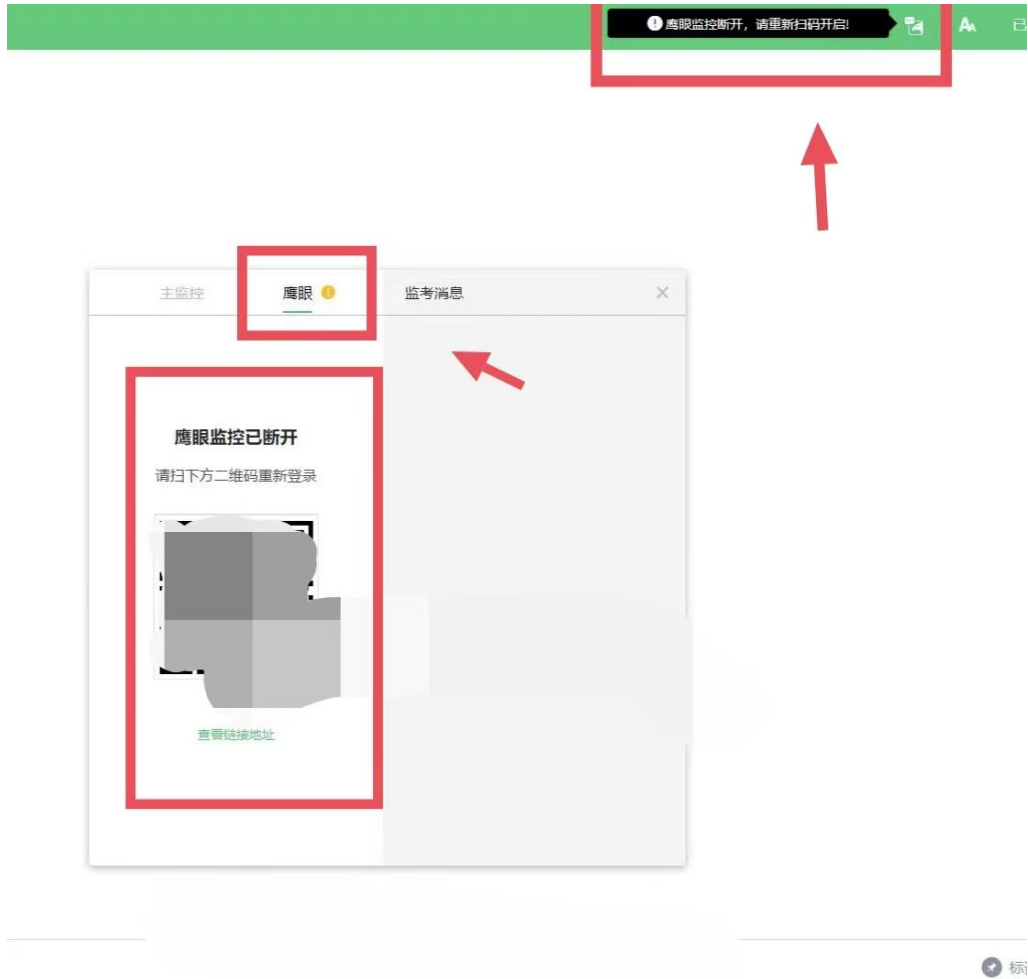 鹰眼监控断开，请重新扫码开启!
主监控
鹰眼
监考消息
鹰眼监控已断开
请扫下方二维码重新登录
查看链接地址